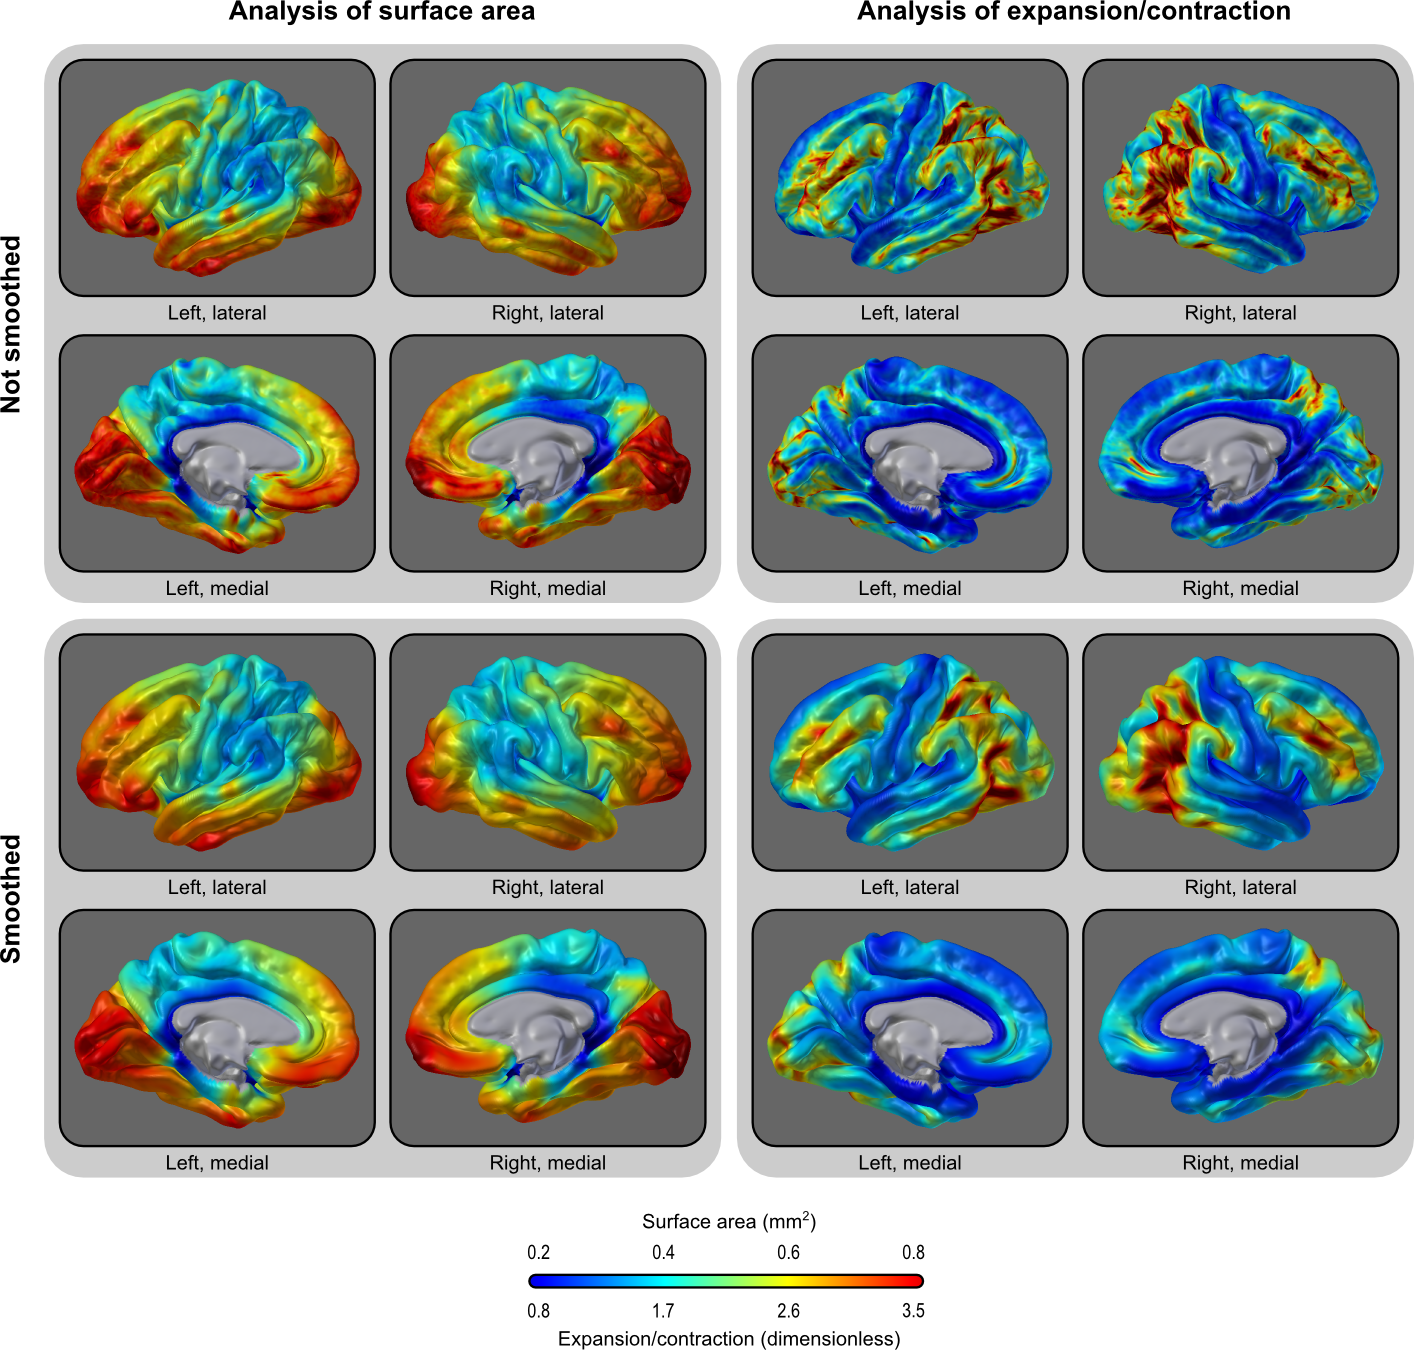 Analysis of surface area
Analysis of expansion/contraction
Not smoothed
Left, lateral
Right, lateral
Left, lateral
Right, lateral
Left, medial
Right, medial
Left, medial
Right, medial
Smoothed
Left, lateral
Right, lateral
Left, lateral
Right, lateral
Left, medial
Right, medial
Left, medial
Right, medial
Surface area (mm²)
0.2 0.4 0.6 0.8
0.8 1.7 2.6 3.5
Expansion/contraction (dimensionless)